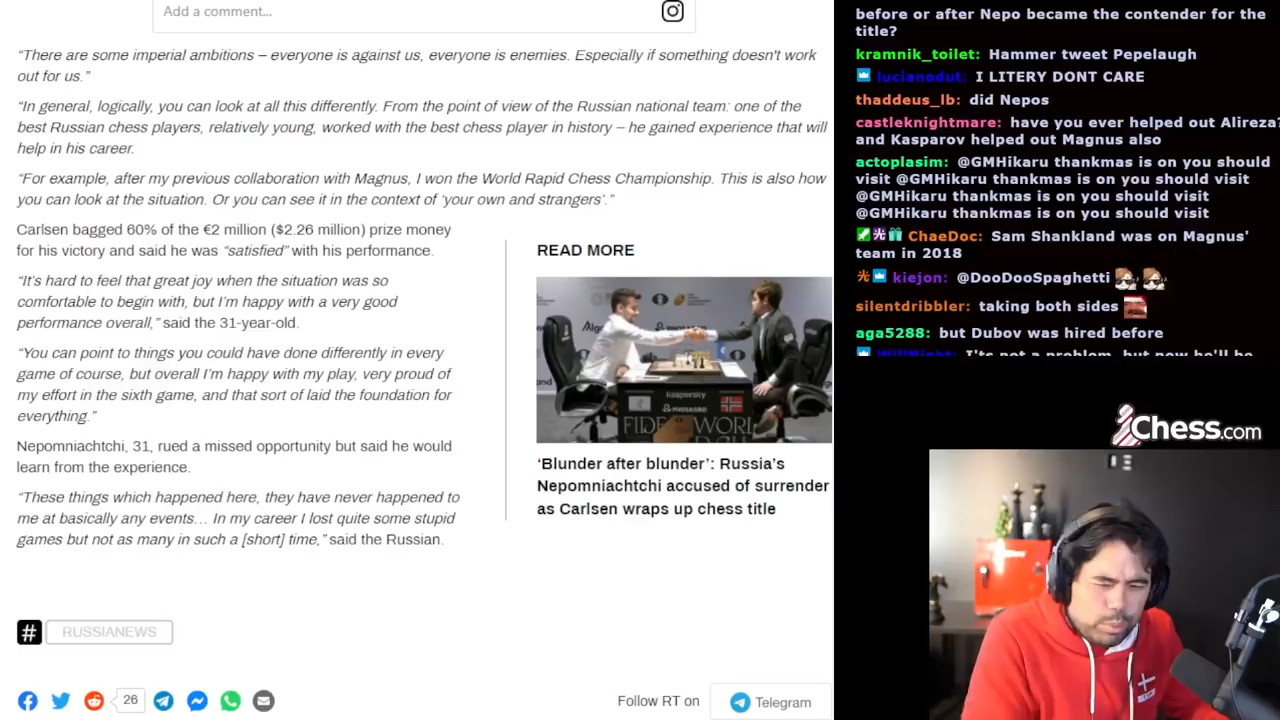 Add a comment…
“There are some imperial ambitions – everyone is against us, everyone is enemies. Especially if something doesn't work
out for us.”
“In general, logically, you can look at all this differently. From the point of view of the Russian national team: one of the
best Russian chess players, relatively young, worked with the best chess player in history – he gained experience that will
help in his career.
“For example, after my previous collaboration with Magnus, I won the World Rapid Chess Championship. This is also how
you can look at the situation. Or you can see it in the context of ‘your own and strangers’.”
Carlsen bagged 60% of the €2 million ($2.26 million) prize money
for his victory and said he was “satisfied” with his performance.
“It’s hard to feel that great joy when the situation was so
comfortable to begin with, but I’m happy with a very good
performance overall,” said the 31-year-old.
“You can point to things you could have done differently in every
game of course, but overall I’m happy with my play, very proud of
my effort in the sixth game, and that sort of laid the foundation for
everything.”
Nepomniachtchi, 31, rued a missed opportunity but said he would
learn from the experience.
“These things which happened here, they have never happened to
me at basically any events… In my career I lost quite some stupid
games but not as many in such a [short] time,” said the Russian.
READ MORE
kaspersky
PHOSAGRO
FIDE WORLD
‘Blunder after blunder’: Russia’s
Nepomniachtchi accused of surrender
as Carlsen wraps up chess title
# RUSSIANEWS
26
Follow RT on
Telegram
before or after Nepo became the contender for the
title?
kramnik_toilet: Hammer tweet Pepelaugh
lucianodut: I LITERY DONT CARE
thaddeus_lb: did Nepos
castleknightmare: have you ever helped out Alireza?
and Kasparov helped out Magnus also
actoplasim: @GMHikaru thankmas is on you should
visit @GMHikaru thankmas is on you should visit
@GMHikaru thankmas is on you should visit
@GMHikaru thankmas is on you should visit
ChaeDoc: Sam Shankland was on Magnus'
team in 2018
kiejon: @DooDooSpaghetti
silentdribbler: taking both sides
aga5288: but Dubov was hired before
Chess.com